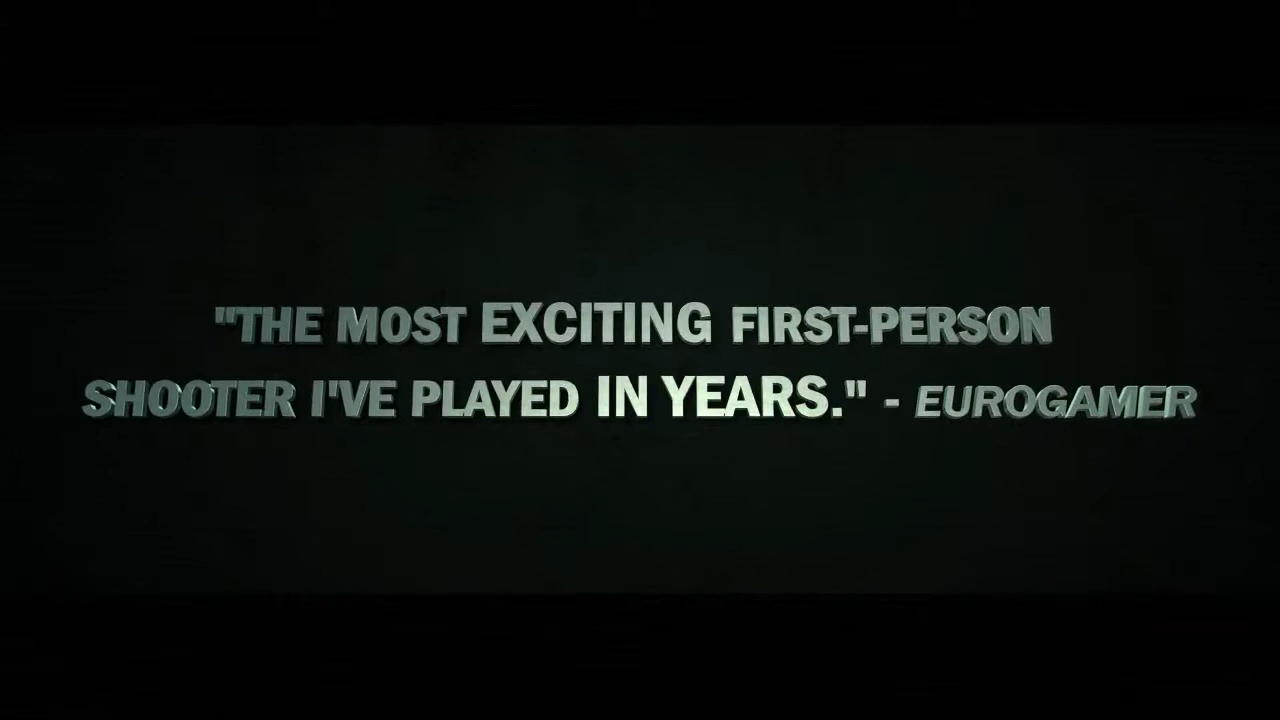 "THE MOST EXCITING FIRST-PERSON
SHOOTER I'VE PLAYED IN YEARS." - EUROGAMER